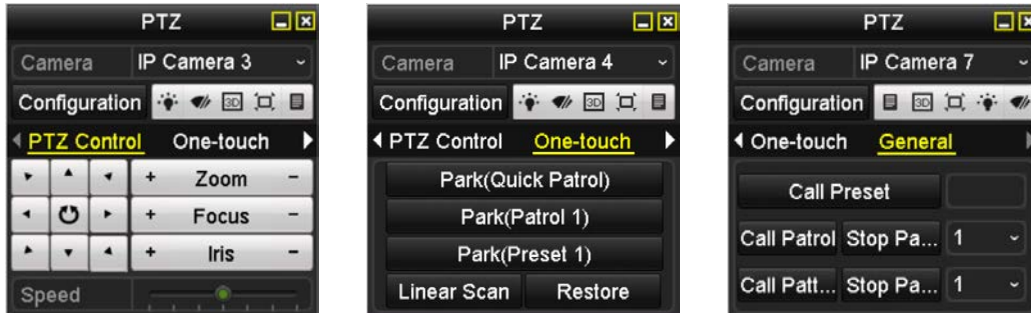 PTZ
Camera IP Camera 3
Configuration 3D
PTZ Control One-touch
+ Zoom -
+ Focus -
+ Iris -
Speed
PTZ
Camera IP Camera 4
Configuration 3D
PTZ Control One-touch
Park(Quick Patrol)
Park(Patrol 1)
Park(Preset 1)
Linear Scan Restore
PTZ
Camera IP Camera 7
Configuration 3D
One-touch General
Call Preset
Call Patrol Stop Pa... 1
Call Patt... Stop Pa... 1